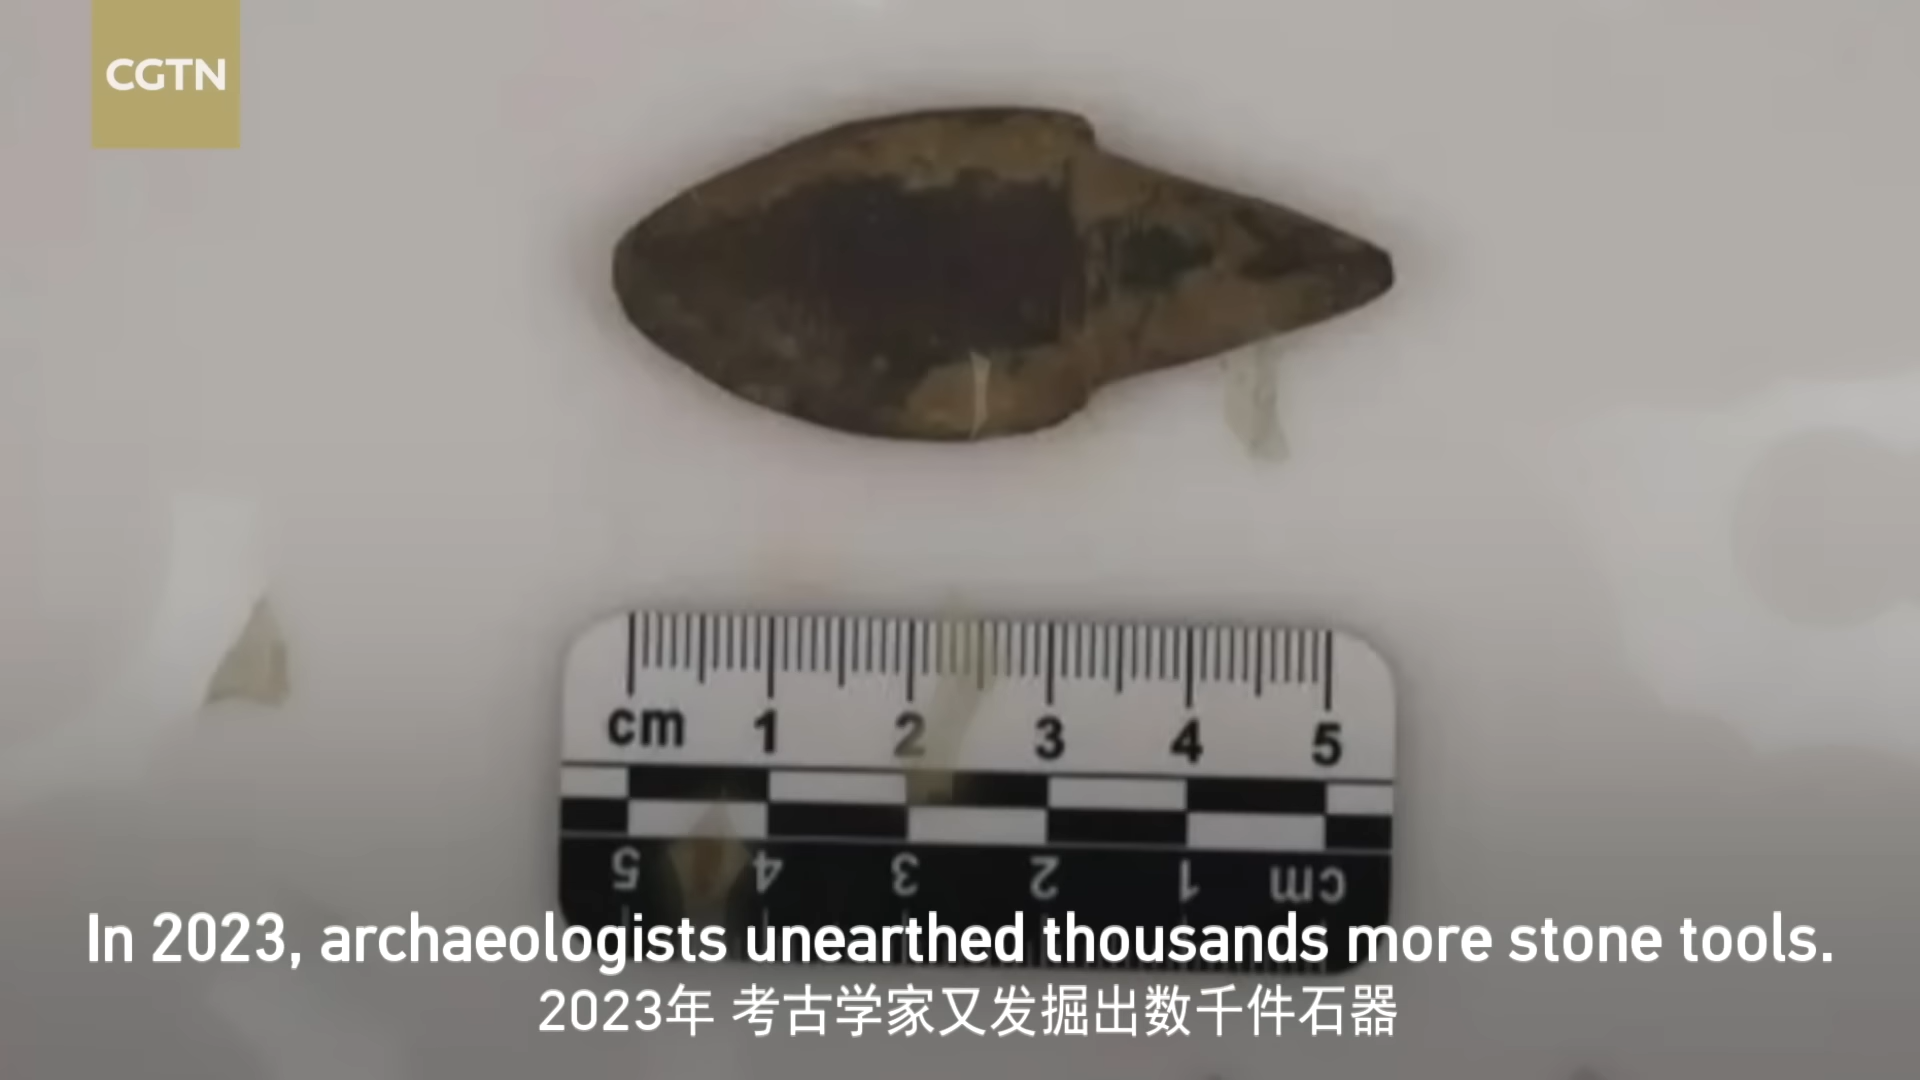 CGTN
cm 1 2 3 4 5
5 4 3 2 1 cm
In 2023, archaeologists unearthed thousands more stone tools.
2023年 考古学家又发掘出数千件石器